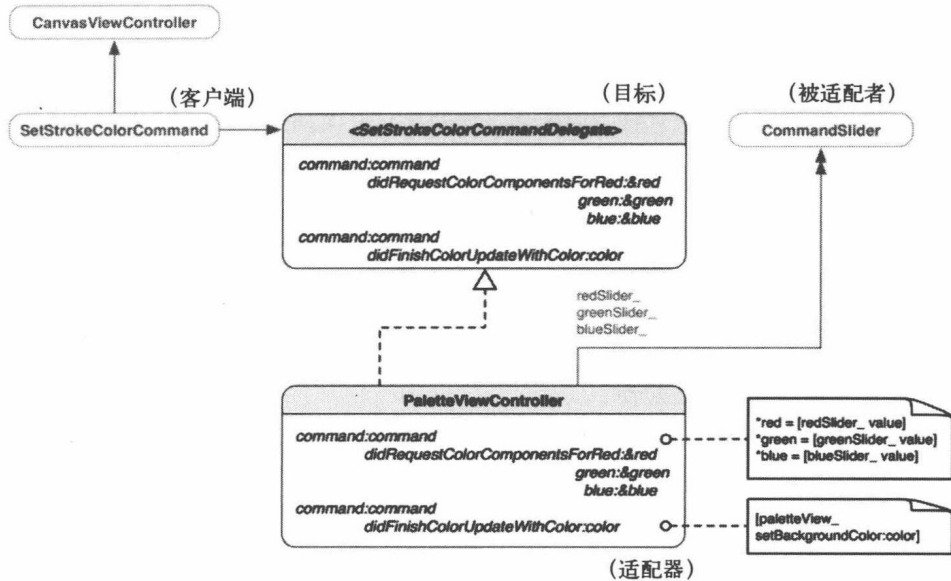 CanvasViewController
(客户端)
(目标)
(被适配者)
SetStrokeColorCommand
<SetStrokeColorCommandDelegate>
CommandSlider
command:command
didRequestColorComponentsForRed:&red
green:&green
blue:&blue
command:command
didFinishColorUpdateWithColor:color
redSlider_
greenSlider_
blueSlider_
PaletteViewController
command:command
didRequestColorComponentsForRed:&red
green:&green
blue:&blue
command:command
didFinishColorUpdateWithColor:color
*red = [redSlider_ value]
*green = [greenSlider_ value]
*blue = [blueSlider_ value]
[paletteView_
setBackgroundColor:color]
(适配器)